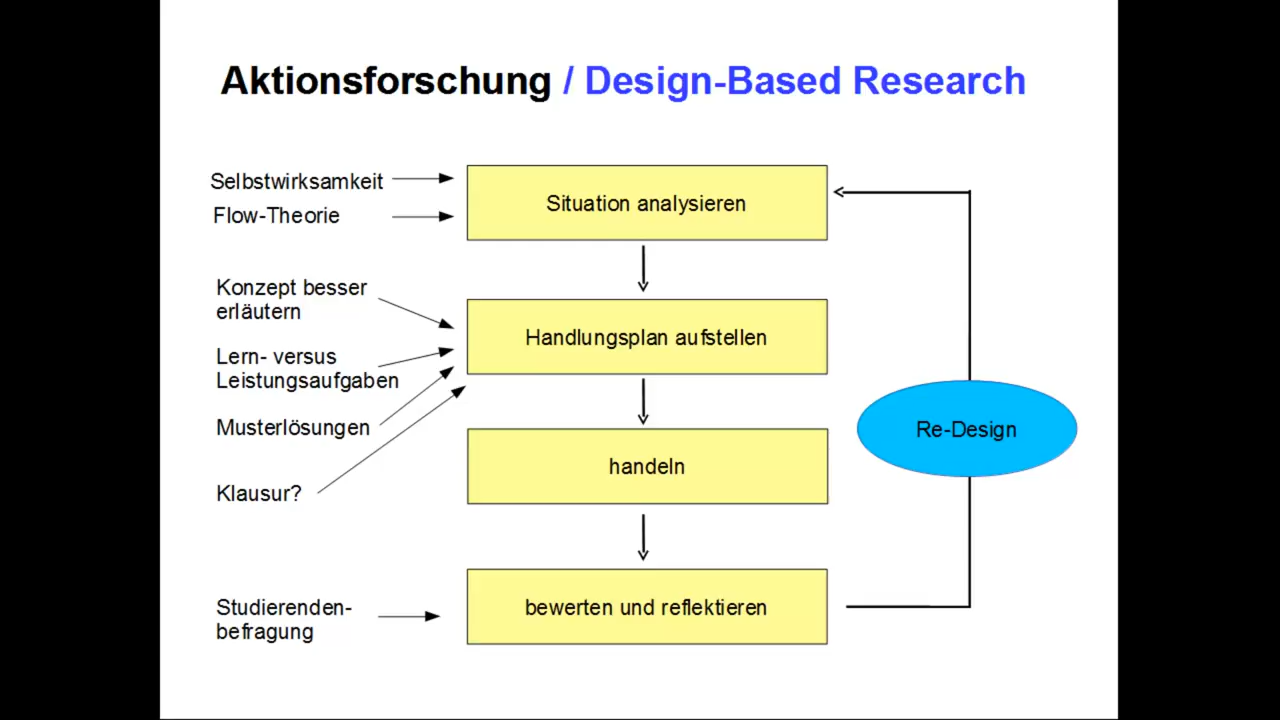 Aktionsforschung / Design-Based Research
Selbstwirksamkeit
Flow-Theorie
Situation analysieren
Konzept besser
erläutern
Lern- versus
Leistungsaufgaben
Musterlösungen
Klausur?
Handlungsplan aufstellen
handeln
Re-Design
Studierenden-
befragung
bewerten und reflektieren